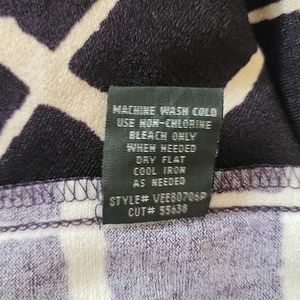 MACHINE WASH COLD
USE NON-CHLORINE
BLEACH ONLY
WHEN NEEDED
DRY FLAT
COOL IRON
AS NEEDED
STYLE# VEE80706P
CUT# 55638